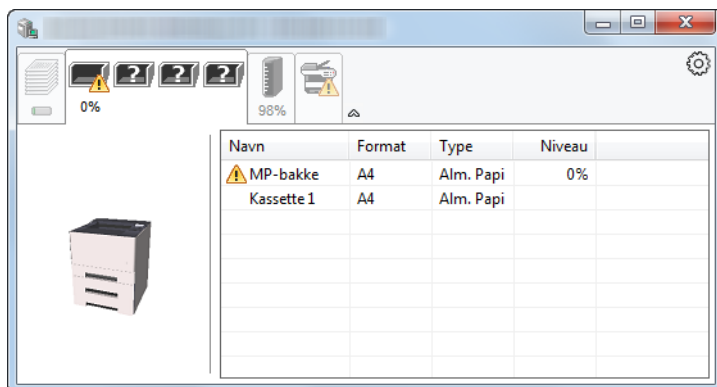 ? ? ?
0%
98%
Navn Format Type Niveau
MP-bakke A4 Alm. Papi 0%
Kassette 1 A4 Alm. Papi